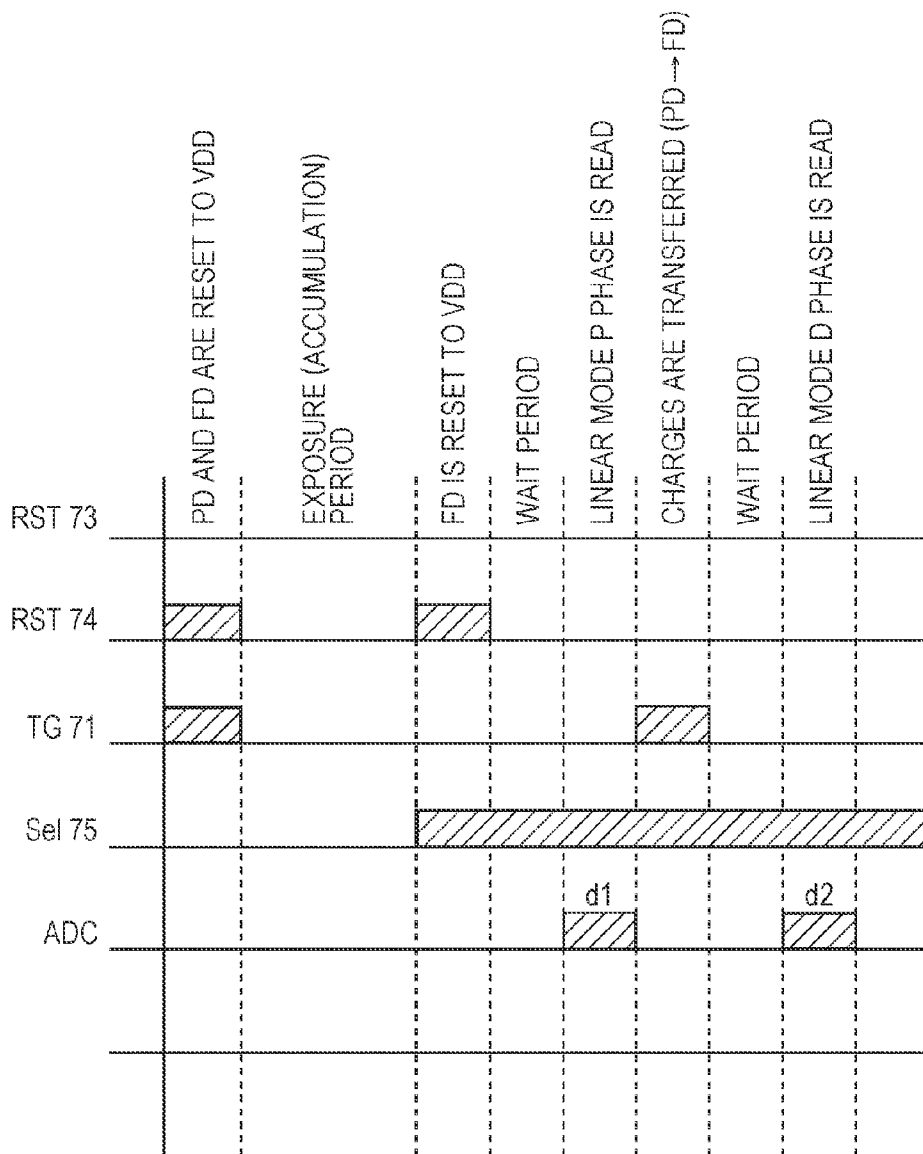 PD AND FD ARE RESET TO VDD
EXPOSURE (ACCUMULATION)
PERIOD
FD IS RESET TO VDD
WAIT PERIOD
LINEAR MODE P PHASE IS READ
CHARGES ARE TRANSFERRED (PD → FD)
WAIT PERIOD
LINEAR MODE D PHASE IS READ
RST 73
RST 74
TG 71
Sel 75
ADC
d1
d2